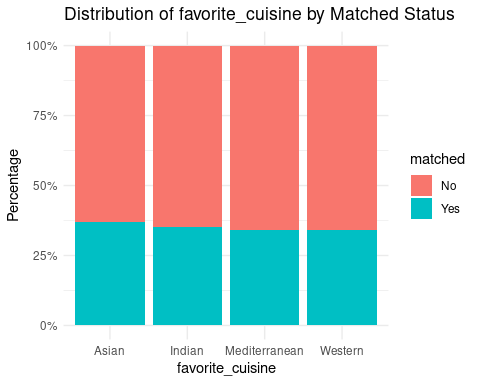 Distribution of favorite_cuisine by Matched Status
100%
75%
50%
25%
0%
Percentage
Asian
Indian
Mediterranean
Western
favorite_cuisine
matched
No
Yes